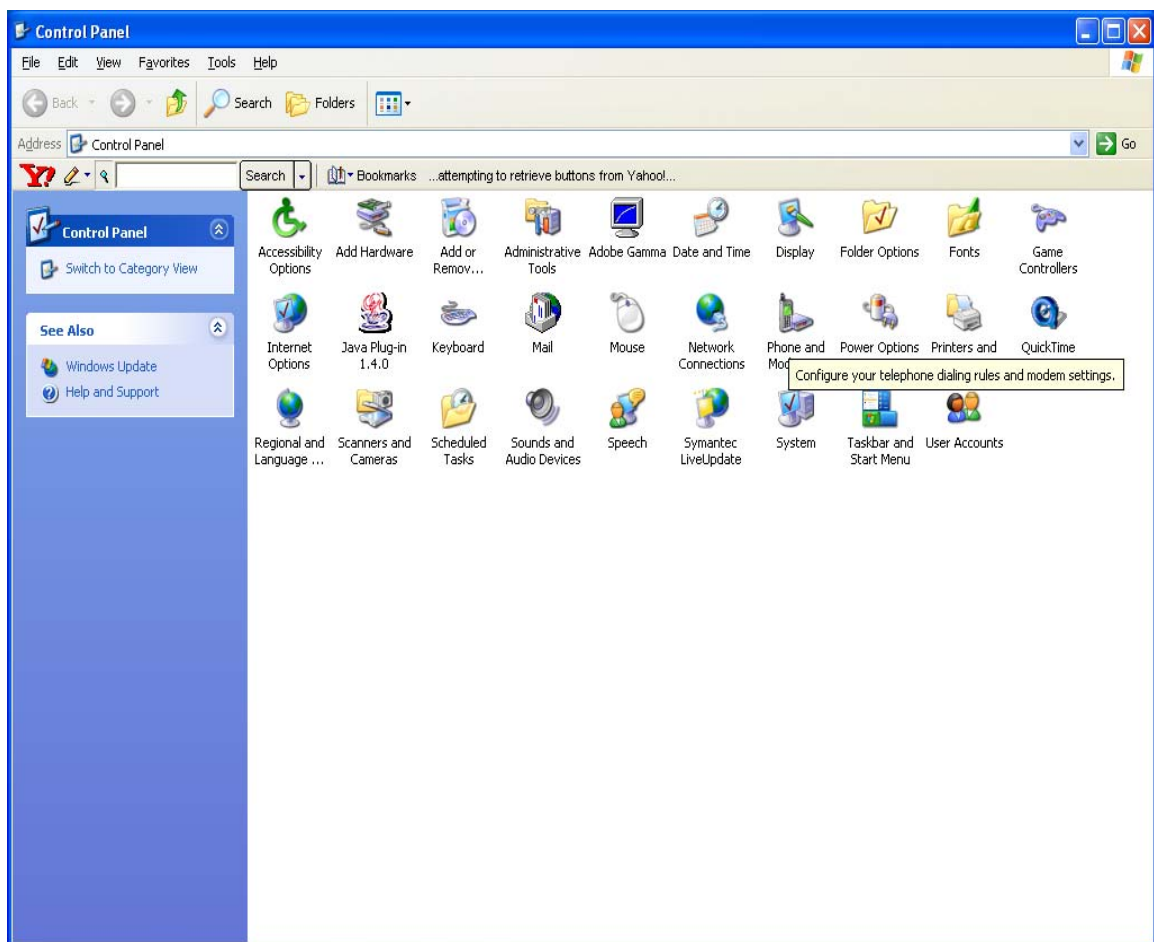 Control Panel
File Edit View Favorites Tools Help
Back Search Folders
Address Control Panel Go
Y! Search Bookmarks ...attempting to retrieve buttons from Yahoo!...
Control Panel
Switch to Category View
See Also
Windows Update
Help and Support
Accessibility Add Hardware Add or Administrative Adobe Gamma Date and Time Display Folder Options Fonts Game
Options Remov... Tools Controllers
Internet Java Plug-in Keyboard Mail Mouse Network Phone and Power Options Printers and QuickTime
Options 1.4.0 Connections
Configure your telephone dialing rules and modem settings.
Regional and Scanners and Scheduled Sounds and Speech Symantec System Taskbar and User Accounts
Language ... Cameras Tasks Audio Devices LiveUpdate Start Menu